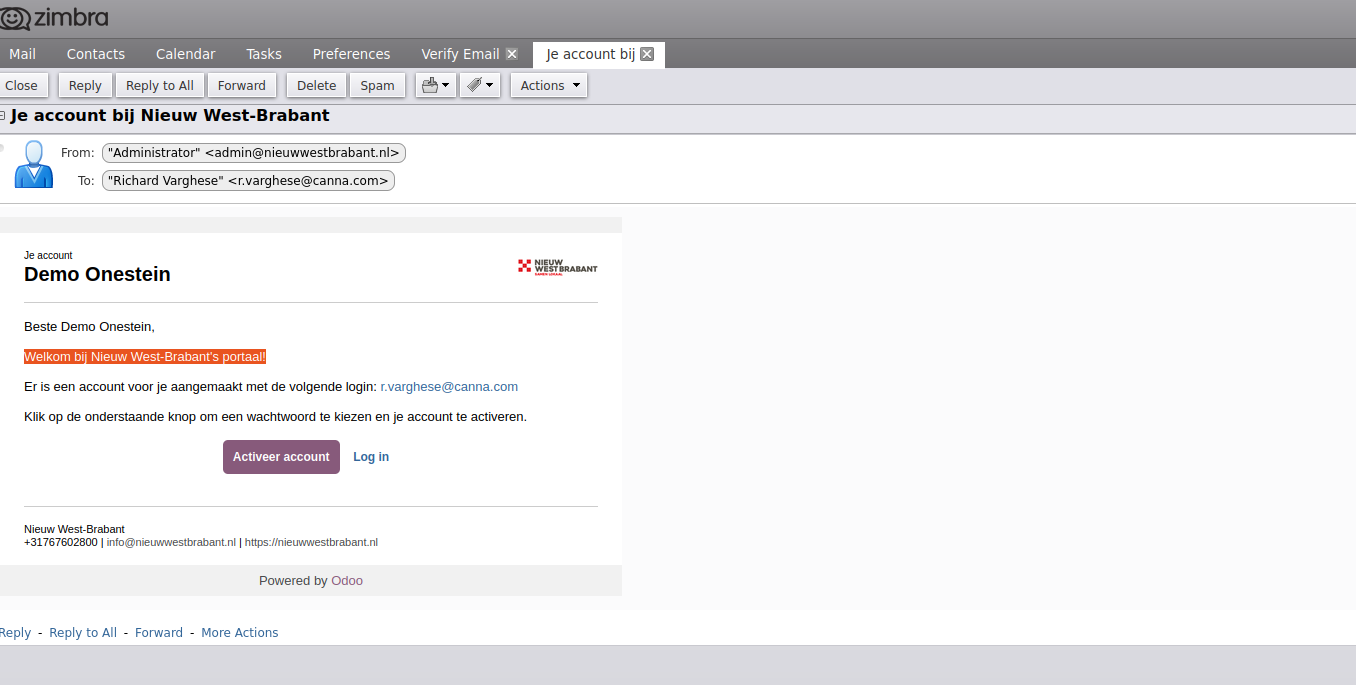 zimbra
Mail Contacts Calendar Tasks Preferences Verify Email Je account bij
Close Reply Reply to All Forward Delete Spam Actions
Je account bij Nieuw West-Brabant
From: "Administrator" <admin@nieuwwestbrabant.nl>
To: "Richard Varghese" <r.varghese@canna.com>
Je account
Demo Onestein
NIEUW
WESTBRABANT
SAMEN LOKAAL
Beste Demo Onestein,
Welkom bij Nieuw West-Brabant's portaal!
Er is een account voor je aangemaakt met de volgende login: r.varghese@canna.com
Klik op de onderstaande knop om een wachtwoord te kiezen en je account te activeren.
Activeer account Log in
Nieuw West-Brabant
+31767602800 | info@nieuwwestbrabant.nl | https://nieuwwestbrabant.nl
Powered by Odoo
Reply - Reply to All - Forward - More Actions